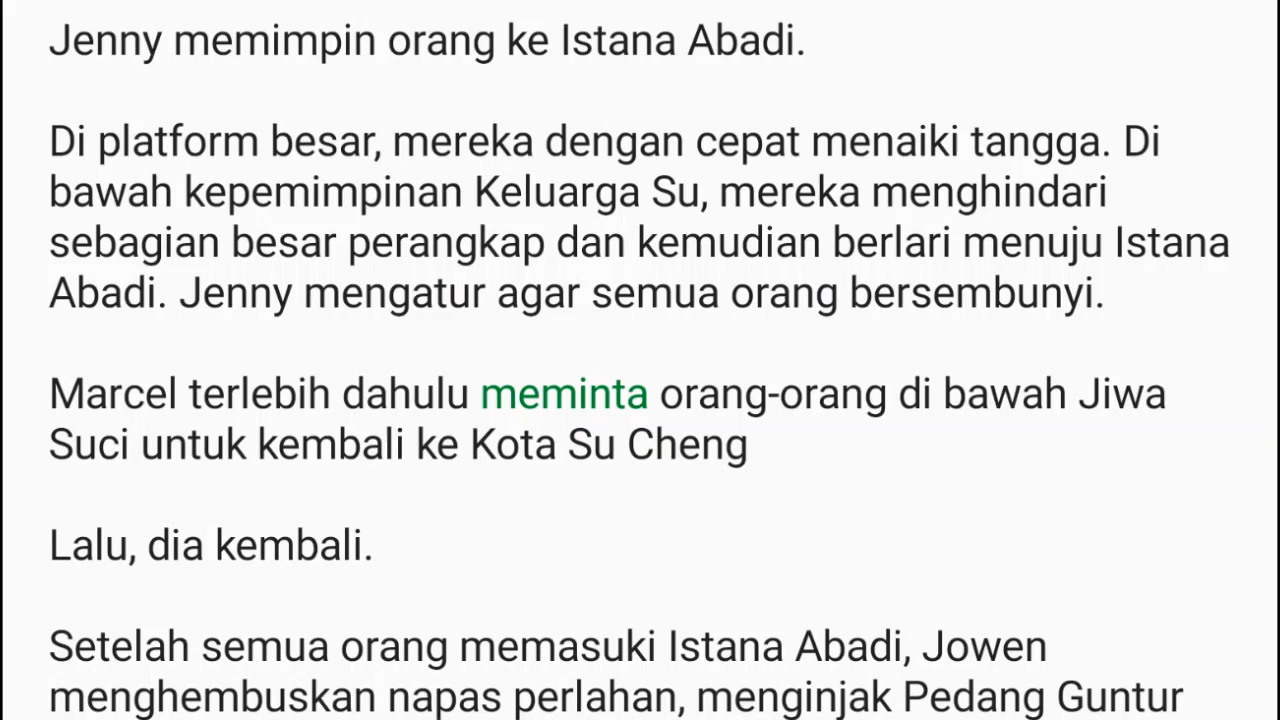 Jenny memimpin orang ke Istana Abadi.
Di platform besar, mereka dengan cepat menaiki tangga. Di
bawah kepemimpinan Keluarga Su, mereka menghindari
sebagian besar perangkap dan kemudian berlari menuju Istana
Abadi. Jenny mengatur agar semua orang bersembunyi.
Marcel terlebih dahulu meminta orang-orang di bawah Jiwa
Suci untuk kembali ke Kota Su Cheng
Lalu, dia kembali.
Setelah semua orang memasuki Istana Abadi, Jowen
menghembuskan napas perlahan, menginjak Pedang Guntur